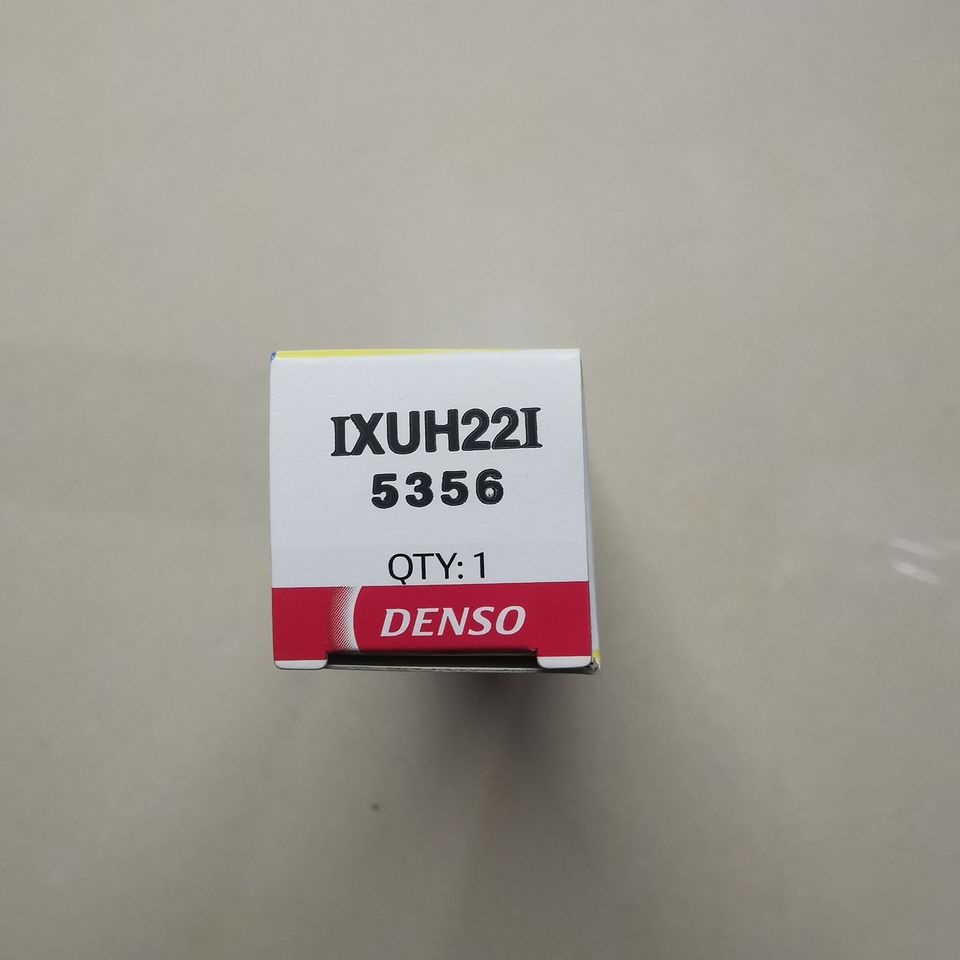 IXUH22I
5356
QTY: 1
DENSO